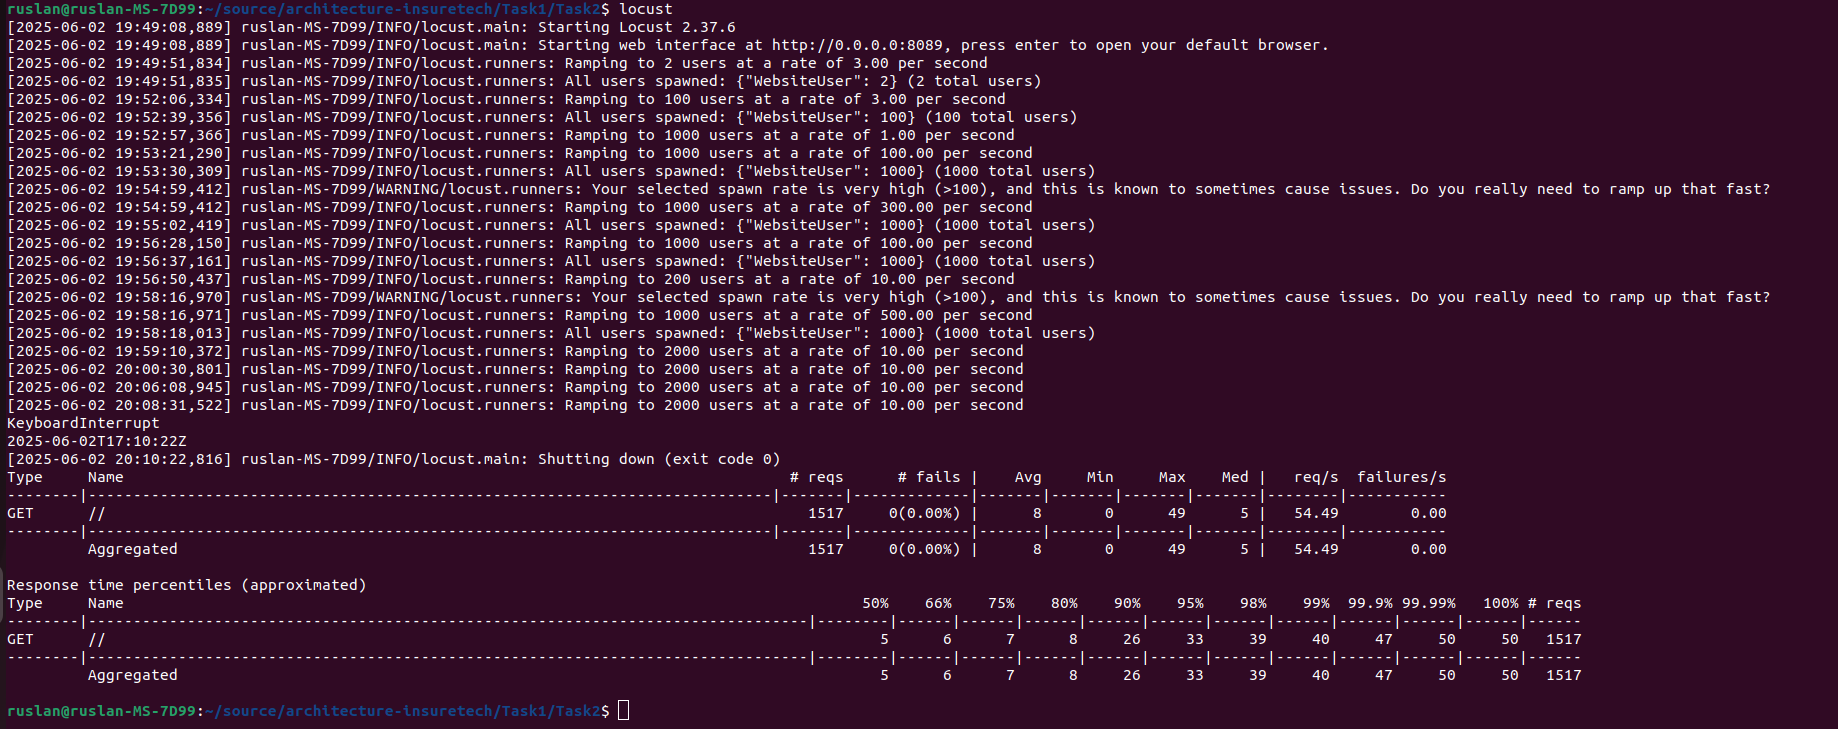 ruslan@ruslan-MS-7D99:~/source/architecture-insuretech/Task1/Task2$ locust
[2025-06-02 19:49:08,889] ruslan-MS-7D99/INFO/locust.main: Starting Locust 2.37.6
[2025-06-02 19:49:08,889] ruslan-MS-7D99/INFO/locust.main: Starting web interface at http://0.0.0.0:8089, press enter to open your default browser.
[2025-06-02 19:49:51,834] ruslan-MS-7D99/INFO/locust.runners: Ramping to 2 users at a rate of 3.00 per second
[2025-06-02 19:49:51,835] ruslan-MS-7D99/INFO/locust.runners: All users spawned: {"WebsiteUser": 2} (2 total users)
[2025-06-02 19:52:06,334] ruslan-MS-7D99/INFO/locust.runners: Ramping to 100 users at a rate of 3.00 per second
[2025-06-02 19:52:39,356] ruslan-MS-7D99/INFO/locust.runners: All users spawned: {"WebsiteUser": 100} (100 total users)
[2025-06-02 19:52:57,366] ruslan-MS-7D99/INFO/locust.runners: Ramping to 1000 users at a rate of 1.00 per second
[2025-06-02 19:53:21,290] ruslan-MS-7D99/INFO/locust.runners: Ramping to 1000 users at a rate of 100.00 per second
[2025-06-02 19:53:30,309] ruslan-MS-7D99/INFO/locust.runners: All users spawned: {"WebsiteUser": 1000} (1000 total users)
[2025-06-02 19:54:59,412] ruslan-MS-7D99/WARNING/locust.runners: Your selected spawn rate is very high (>100), and this is known to sometimes cause issues. Do you really need to ramp up that fast?
[2025-06-02 19:54:59,412] ruslan-MS-7D99/INFO/locust.runners: Ramping to 1000 users at a rate of 300.00 per second
[2025-06-02 19:55:02,419] ruslan-MS-7D99/INFO/locust.runners: All users spawned: {"WebsiteUser": 1000} (1000 total users)
[2025-06-02 19:56:28,150] ruslan-MS-7D99/INFO/locust.runners: Ramping to 1000 users at a rate of 100.00 per second
[2025-06-02 19:56:37,161] ruslan-MS-7D99/INFO/locust.runners: All users spawned: {"WebsiteUser": 1000} (1000 total users)
[2025-06-02 19:56:50,437] ruslan-MS-7D99/INFO/locust.runners: Ramping to 200 users at a rate of 10.00 per second
[2025-06-02 19:58:16,970] ruslan-MS-7D99/WARNING/locust.runners: Your selected spawn rate is very high (>100), and this is known to sometimes cause issues. Do you really need to ramp up that fast?
[2025-06-02 19:58:16,971] ruslan-MS-7D99/INFO/locust.runners: Ramping to 1000 users at a rate of 500.00 per second
[2025-06-02 19:58:18,013] ruslan-MS-7D99/INFO/locust.runners: All users spawned: {"WebsiteUser": 1000} (1000 total users)
[2025-06-02 19:59:10,372] ruslan-MS-7D99/INFO/locust.runners: Ramping to 2000 users at a rate of 10.00 per second
[2025-06-02 20:00:30,801] ruslan-MS-7D99/INFO/locust.runners: Ramping to 2000 users at a rate of 10.00 per second
[2025-06-02 20:06:08,945] ruslan-MS-7D99/INFO/locust.runners: Ramping to 2000 users at a rate of 10.00 per second
[2025-06-02 20:08:31,522] ruslan-MS-7D99/INFO/locust.runners: Ramping to 2000 users at a rate of 10.00 per second
KeyboardInterrupt
2025-06-02T17:10:22Z
[2025-06-02 20:10:22,816] ruslan-MS-7D99/INFO/locust.main: Shutting down (exit code 0)
Type     Name     # reqs     # fails |     Avg     Min     Max     Med |     req/s  failures/s
--------|----------------------------------------------------------------------------|-------|-------------|-------|-------|-------|-------|--------|-----------
GET      //     1517     0(0.00%) |     8     0     49     5 |     54.49     0.00
--------|----------------------------------------------------------------------------|-------|-------------|-------|-------|-------|-------|--------|-----------
         Aggregated     1517     0(0.00%) |     8     0     49     5 |     54.49     0.00
Response time percentiles (approximated)
Type     Name     50%    66%    75%    80%    90%    95%    98%    99%  99.9% 99.99%   100% # reqs
--------|--------------------------------------------------------------------------------|--------|------|------|------|------|------|------|------|------|------|------|------
GET      //     5     6     7     8     26     33     39     40     47     50     50   1517
--------|--------------------------------------------------------------------------------|--------|------|------|------|------|------|------|------|------|------|------|------
         Aggregated     5     6     7     8     26     33     39     40     47     50     50   1517
ruslan@ruslan-MS-7D99:~/source/architecture-insuretech/Task1/Task2$